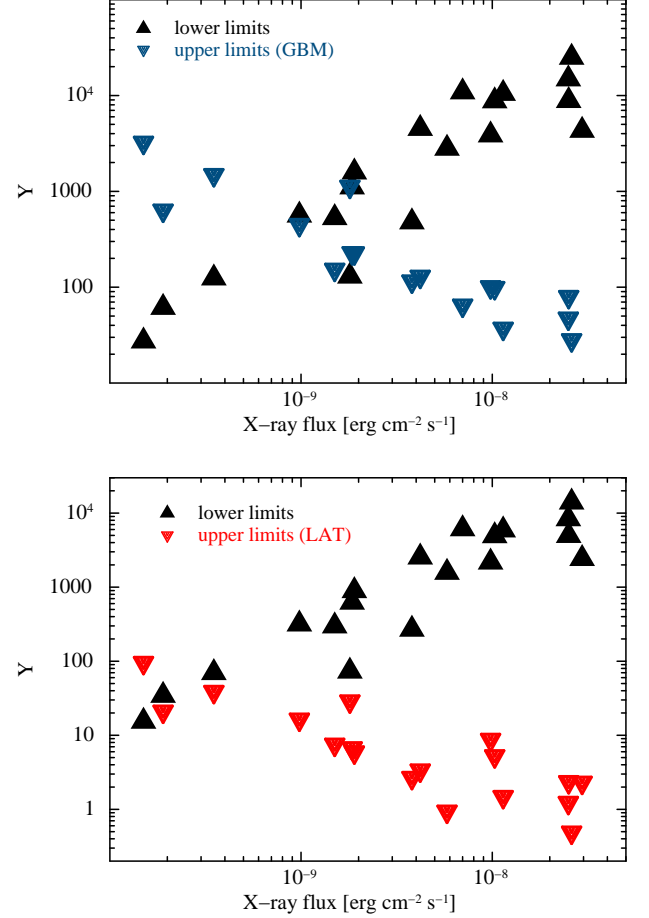 lower limits
upper limits (GBM)
10⁴
1000
100
Y
10⁻⁹
10⁻⁸
X−ray flux [erg cm⁻² s⁻¹]
lower limits
upper limits (LAT)
10⁴
1000
100
10
1
Y
10⁻⁹
10⁻⁸
X−ray flux [erg cm⁻² s⁻¹]